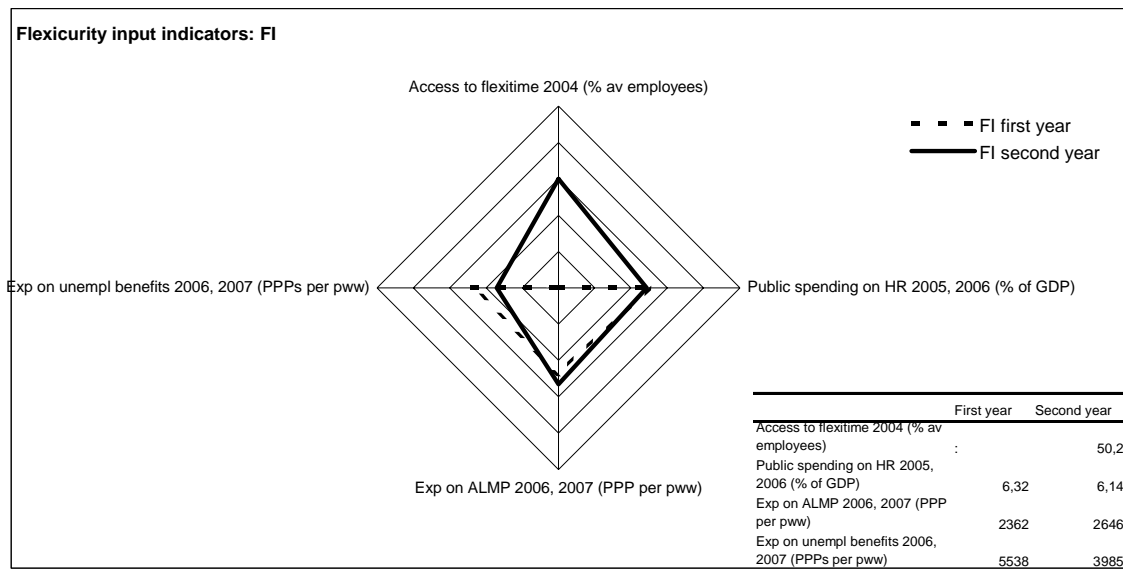 Flexicurity input indicators: FI
Access to flexitime 2004 (% av employees)
FI first year
FI second year
Exp on unempl benefits 2006, 2007 (PPPs per pww)
Public spending on HR 2005, 2006 (% of GDP)
Exp on ALMP 2006, 2007 (PPP per pww)
First year Second year
Access to flexitime 2004 (% av
employees) : 50,2
Public spending on HR 2005,
2006 (% of GDP) 6,32 6,14
Exp on ALMP 2006, 2007 (PPP
per pww) 2362 2646
Exp on unempl benefits 2006,
2007 (PPPs per pww) 5538 3985